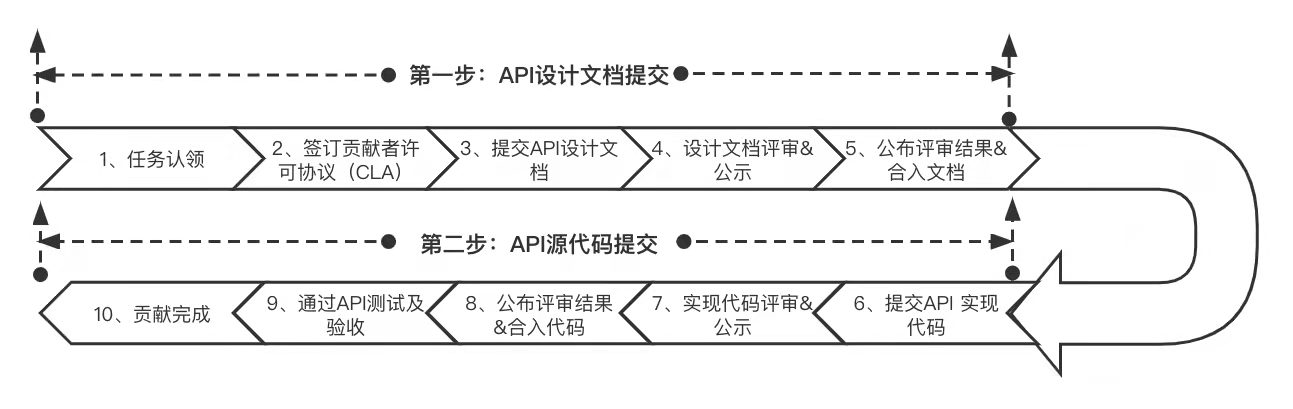 第一步：API设计文档提交
1、任务认领
2、签订贡献者许
可协议（CLA）
3、提交API设计文
档
4、设计文档评审&
公示
5、公布评审结果&
合入文档
第二步：API源代码提交
10、贡献完成
9、通过API测试及
验收
8、公布评审结果
&合入代码
7、实现代码评审&
公示
6、提交API 实现
代码